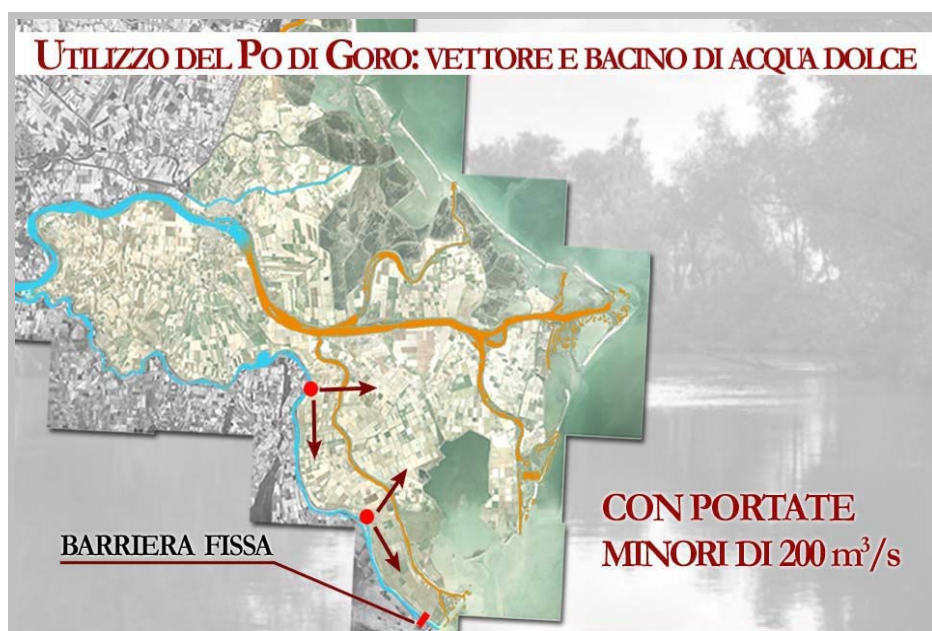 UTILIZZO DEL PO DI GORO: VETTORE E BACINO DI ACQUA DOLCE
CON PORTATE
MINORI DI 200 m³/s
BARRIERA FISSA